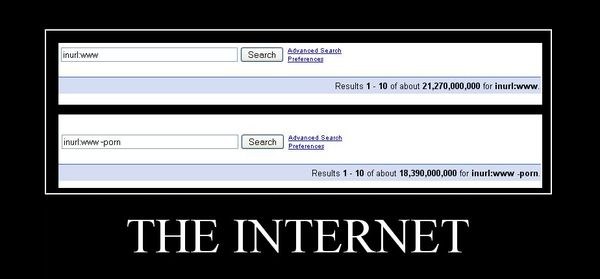 inurl:www Search Advanced Search
Preferences
Results 1 - 10 of about 21,270,000,000 for inurl:www.
inurl:www -porn Search Advanced Search
Preferences
Results 1 - 10 of about 18,390,000,000 for inurl:www -porn.
THE INTERNET